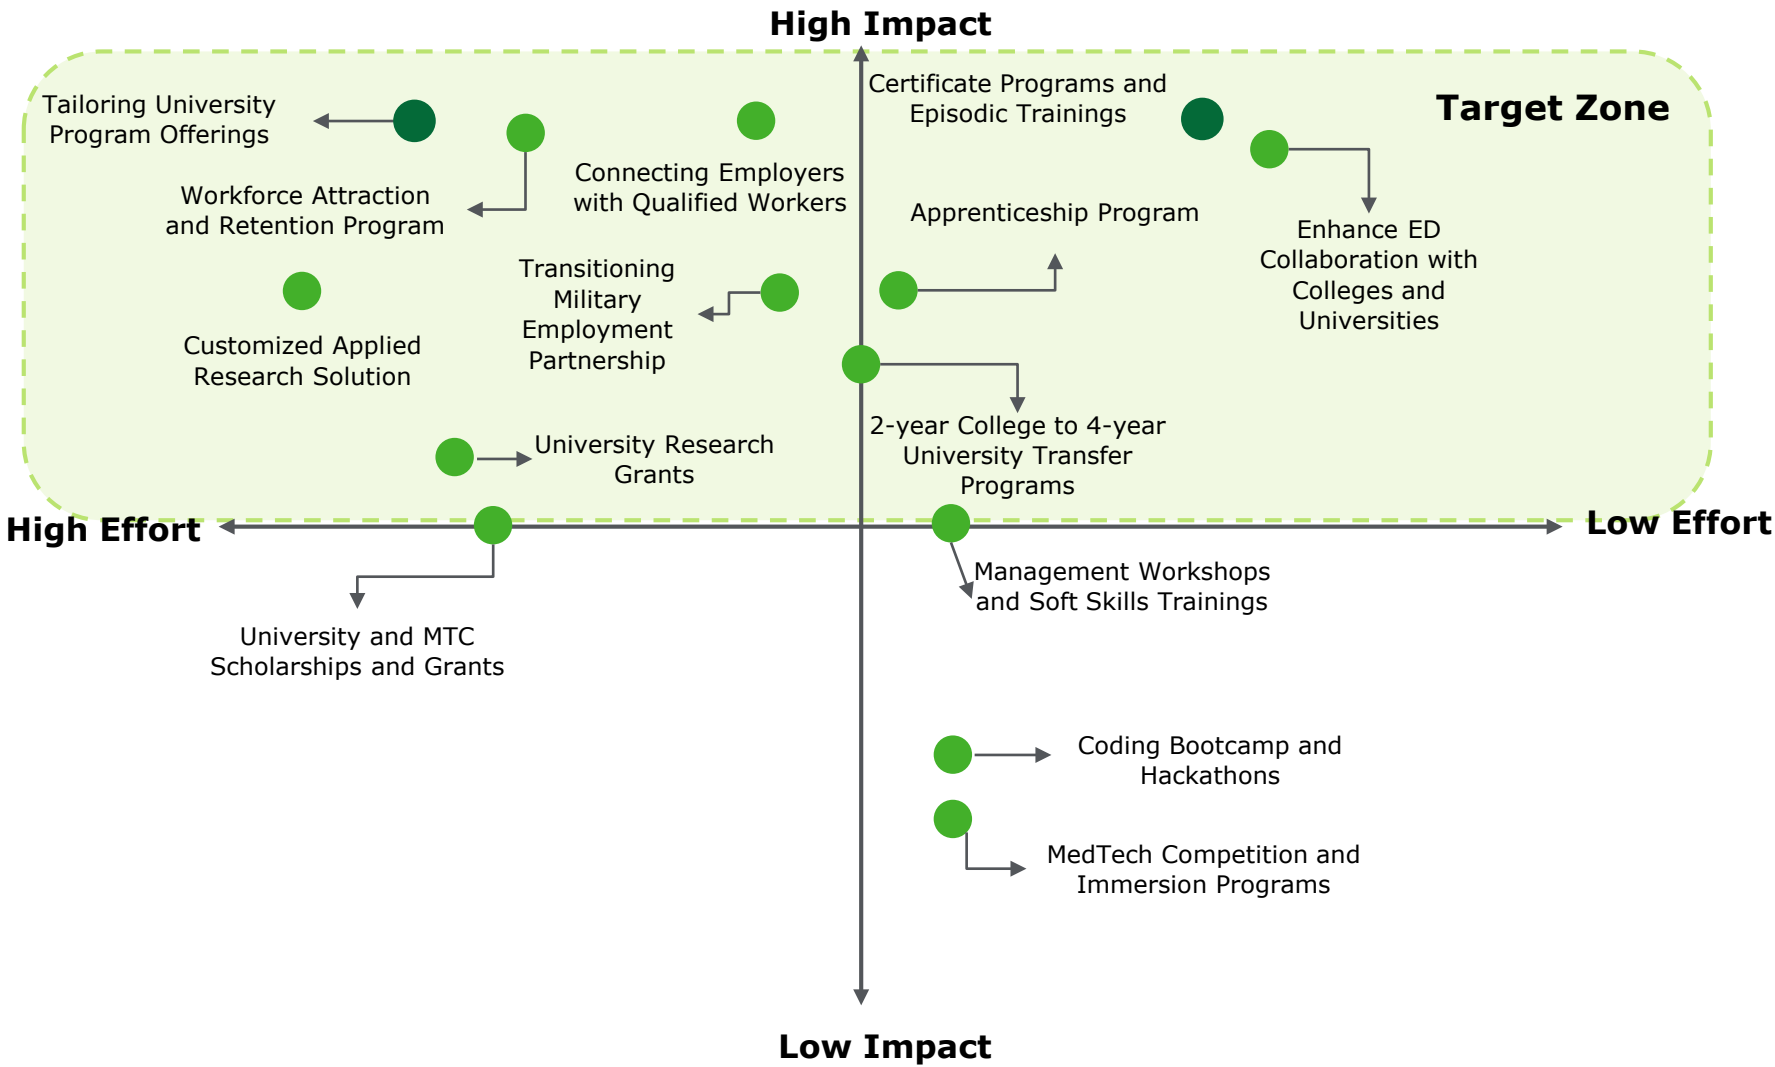 High Impact
Tailoring University
Program Offerings
Certificate Programs and
Episodic Trainings
Target Zone
Workforce Attraction
and Retention Program
Connecting Employers
with Qualified Workers
Apprenticeship Program
Enhance ED
Collaboration with
Colleges and
Universities
Transitioning
Military
Employment
Partnership
Customized Applied
Research Solution
University Research
Grants
2-year College to 4-year
University Transfer
Programs
High Effort
Low Effort
Management Workshops
and Soft Skills Trainings
University and MTC
Scholarships and Grants
Coding Bootcamp and
Hackathons
MedTech Competition and
Immersion Programs
Low Impact